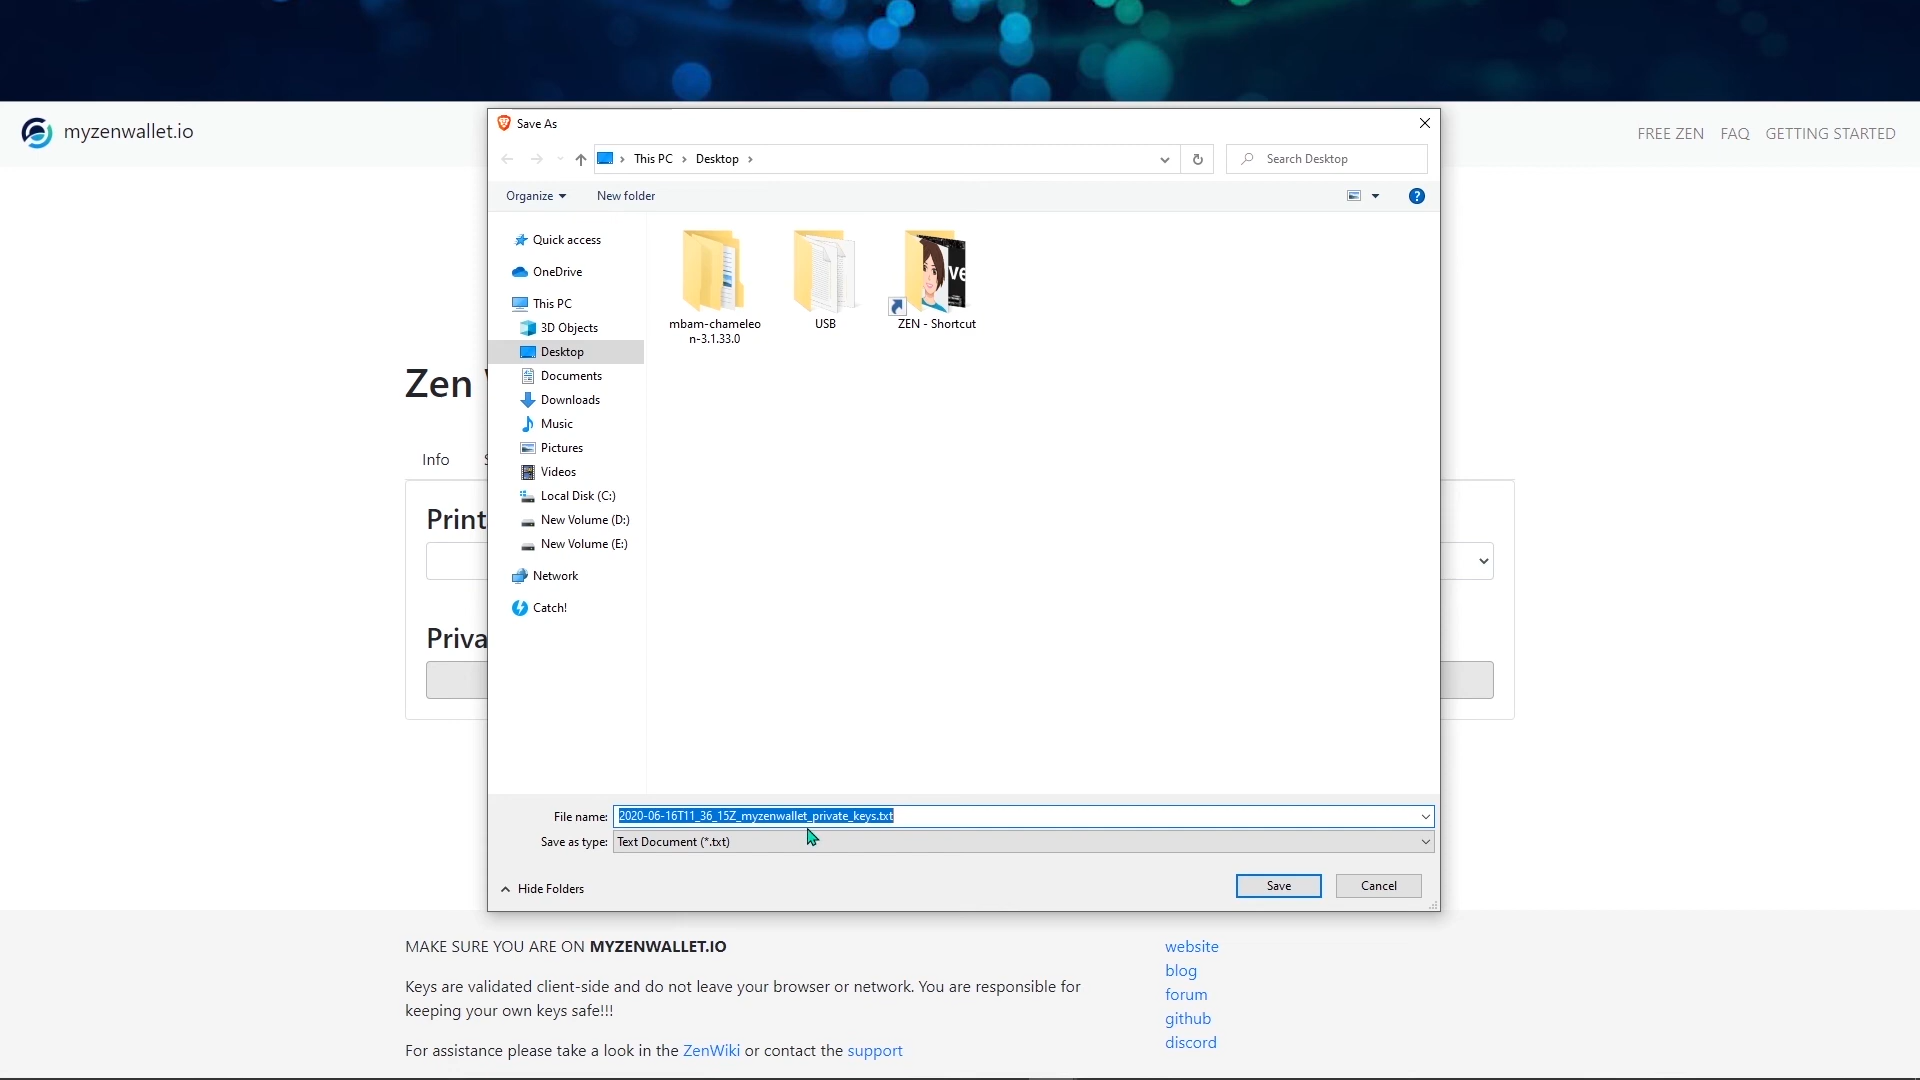 myzenwallet.io
FREE ZEN
FAQ
GETTING STARTED
Save As
This PC
Desktop
Search Desktop
Organize
New folder
Quick access
OneDrive
This PC
3D Objects
Desktop
Documents
Downloads
Music
Pictures
Videos
Local Disk (C:)
New Volume (D:)
New Volume (E:)
Network
Catch!
mbam-chameleo
n-3.1.33.0
USB
ZEN - Shortcut
Zen
Info
Print
Priva
File name: 2020-06-16T11_36_15Z_myzenwallet_private_keys.txt
Save as type: Text Document (*.txt)
Hide Folders
Save
Cancel
MAKE SURE YOU ARE ON MYZENWALLET.IO
Keys are validated client-side and do not leave your browser or network. You are responsible for
keeping your own keys safe!!!
For assistance please take a look in the ZenWiki or contact the support
website
blog
forum
github
discord